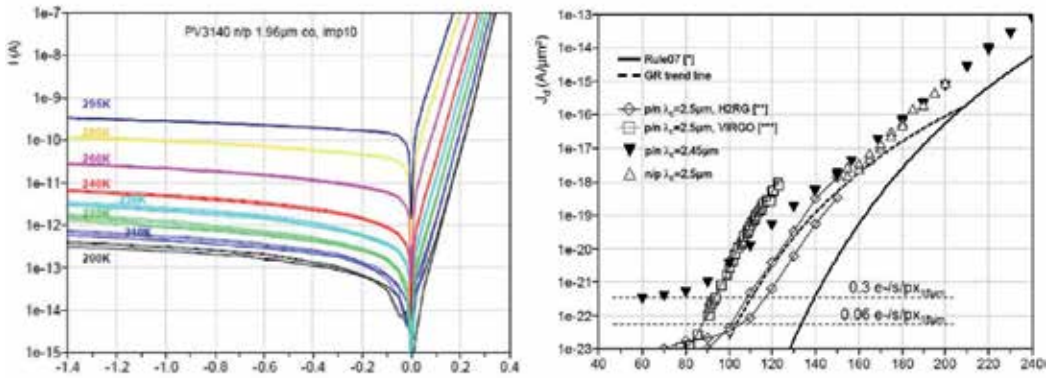 PV3140 n/p 1.96µm co, imp10
I (A)
1e-7
1e-8
1e-9
1e-10
1e-11
1e-12
1e-13
1e-14
1e-15
295K
260K
240K
210K
200K
-1.4 -1.2 -1.0 -0.8 -0.6 -0.4 -0.2 0.0 0.2 0.4
J_d (A/µm²)
1e-13
1e-14
1e-15
1e-16
1e-17
1e-18
1e-19
1e-20
1e-21
1e-22
1e-23
Rule07 [*]
GR trend line
p/n λc=2.5µm, H2RG [**]
p/n λc=2.5µm, VIRGO [***]
p/n λc=2.45µm
n/p λc=2.5µm
0.3 e-/s/px
0.06 e-/s/px
40 60 80 100 120 140 160 180 200 220 240